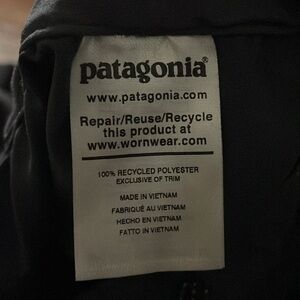 patagonia®
www.patagonia.com
Repair/Reuse/Recycle
this product at
www.wornwear.com
100% RECYCLED POLYESTER
EXCLUSIVE OF TRIM
MADE IN VIETNAM
FABRIQUÉ AU VIETNAM
HECHO EN VIETNAM
FATTO IN VIETNAM